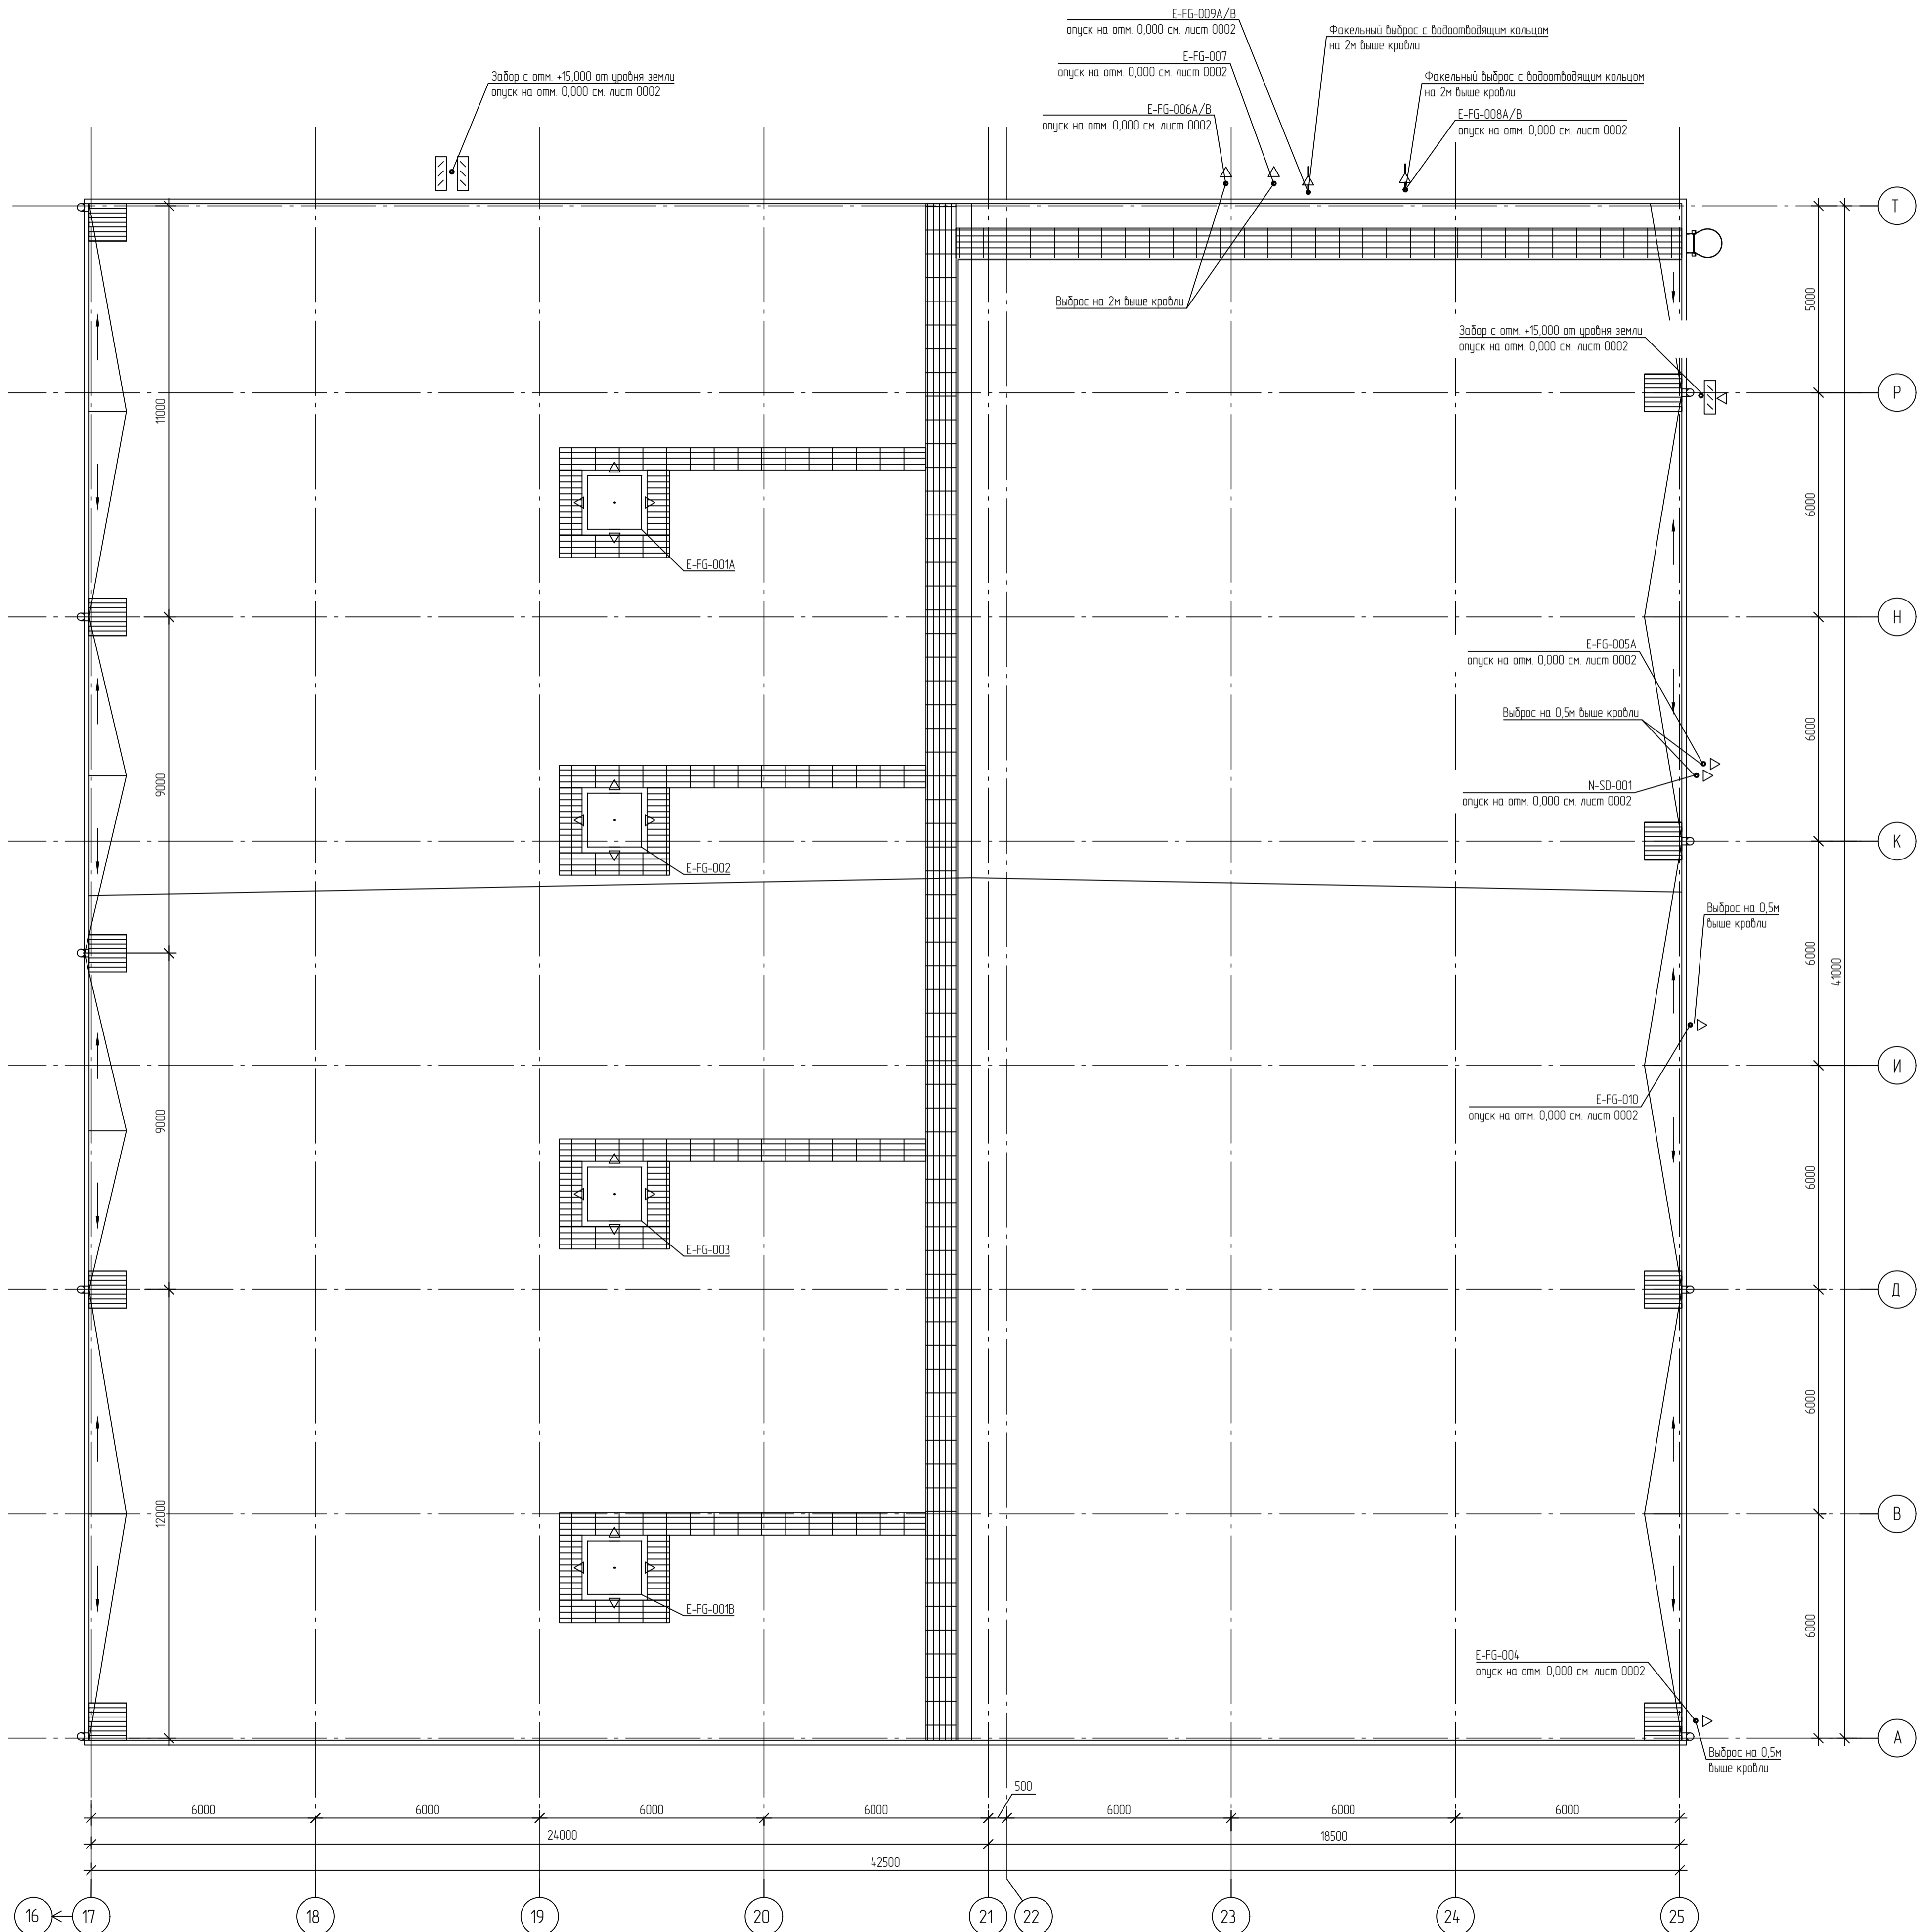 E-FG-009A/B
опуск на отм. 0,000 см. лист 0002
Факельный выброс с водоотводящим кольцом
на 2м выше кровли
E-FG-007
опуск на отм. 0,000 см. лист 0002
Забор с отм. +15,000 от уровня земли
опуск на отм. 0,000 см. лист 0002
Факельный выброс с водоотводящим кольцом
на 2м выше кровли
E-FG-006A/B
опуск на отм. 0,000 см. лист 0002
E-FG-008A/B
опуск на отм. 0,000 см. лист 0002
Т
Выброс на 2м выше кровли
5000
Забор с отм. +15,000 от уровня земли
опуск на отм. 0,000 см. лист 0002
Р
11000
6000
E-FG-001A
Н
E-FG-005A
опуск на отм. 0,000 см. лист 0002
Выброс на 0,5м выше кровли
6000
9000
N-SD-001
опуск на отм. 0,000 см. лист 0002
К
E-FG-002
Выброс на 0,5м
выше кровли
6000
41000
И
E-FG-010
опуск на отм. 0,000 см. лист 0002
9000
6000
E-FG-003
Д
6000
12000
В
E-FG-001B
6000
E-FG-004
опуск на отм. 0,000 см. лист 0002
А
Выброс на 0,5м
выше кровли
500
6000
6000
6000
6000
6000
6000
6000
24000
18500
42500
16
17
18
19
20
21
22
23
24
25